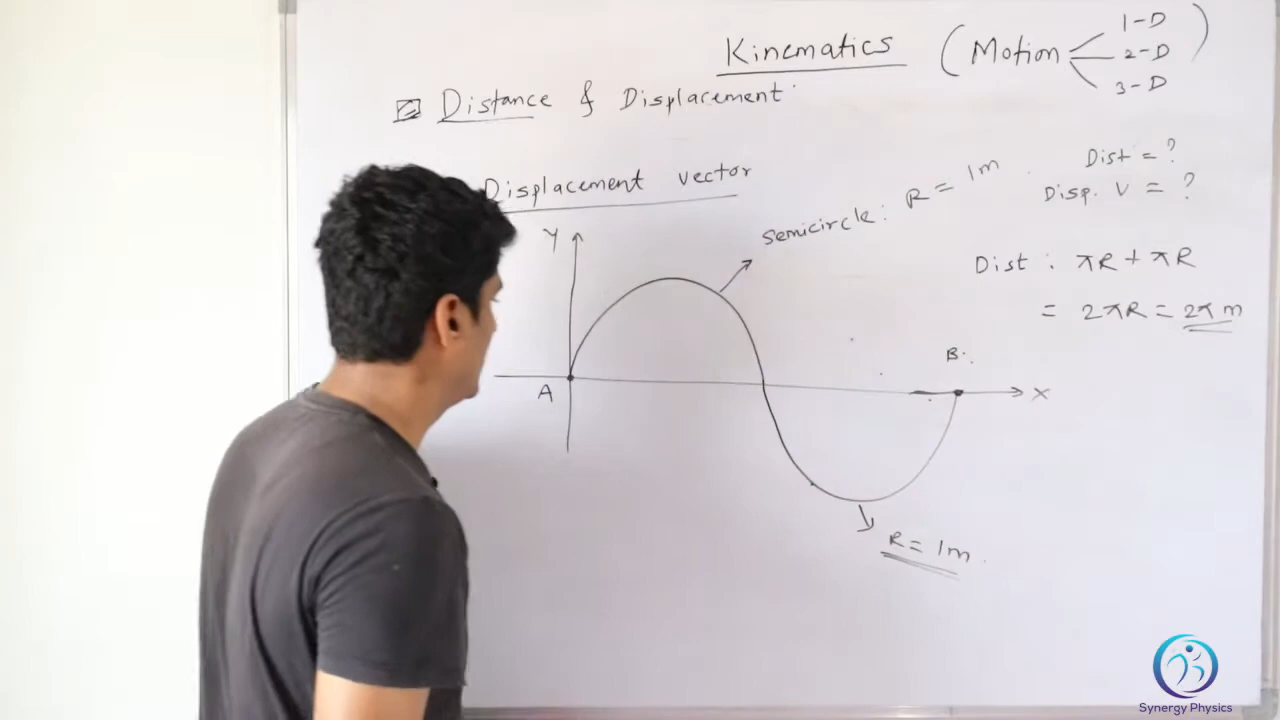 Kinematics (Motion 1-D 2-D 3-D)
Distance & Displacement
Displacement vector
Semicircle: R = 1m
Dist = ?
Disp. V = ?
Dist : πR + πR
= 2πR = 2π m
Y
A
B
X
R = 1m
Synergy Physics